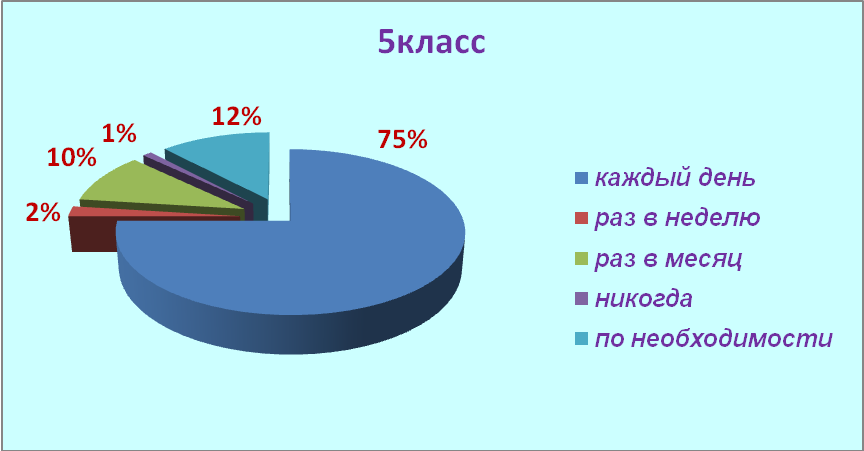 5класс
12%
1%
75%
10%
2%
каждый день
раз в неделю
раз в месяц
никогда
по необходимости